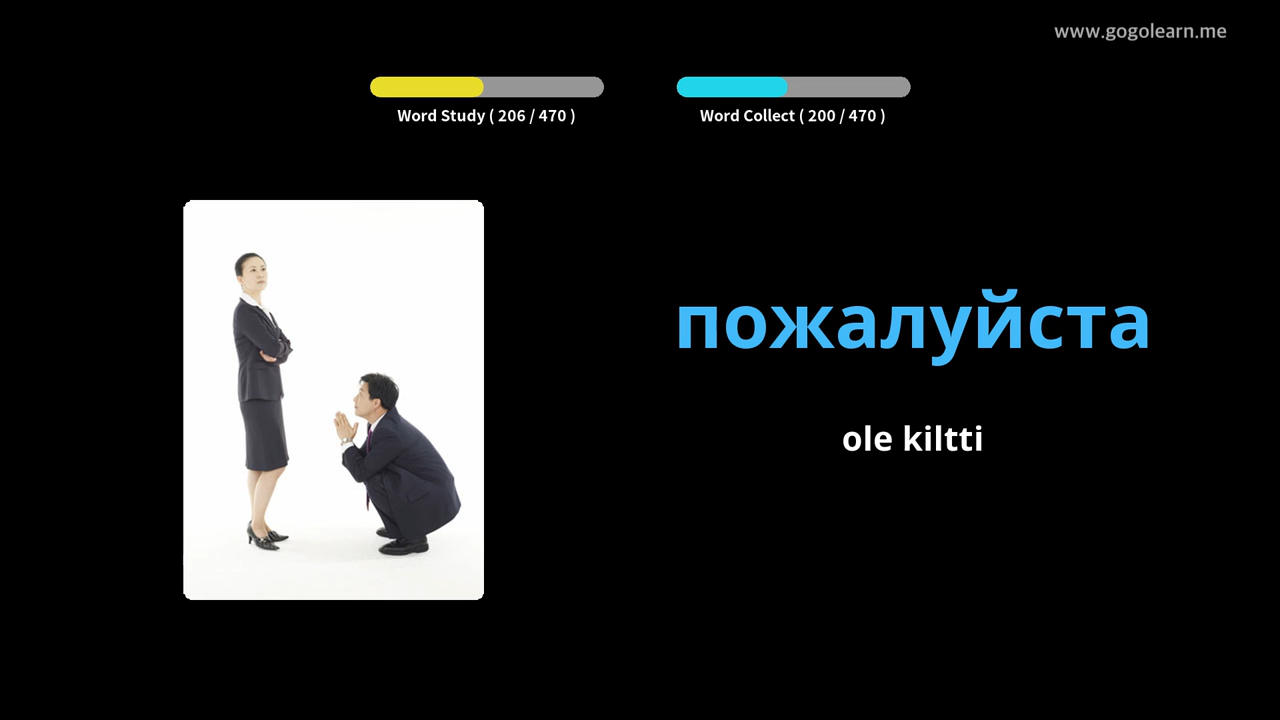 www.gogolearn.me
Word Study ( 206 / 470 )
Word Collect ( 200 / 470 )
пожалуйста
ole kiltti